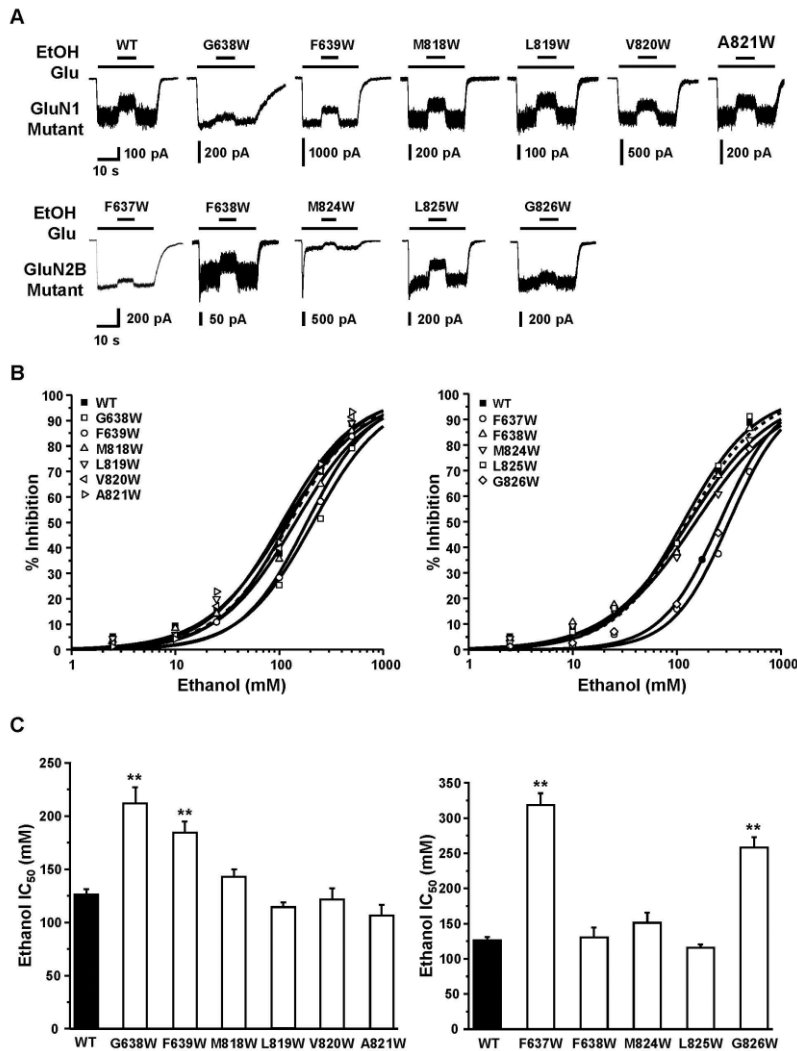 A
EtOH WT G638W F639W M818W L819W V820W A821W
Glu
GluN1
Mutant
100 pA 200 pA 1000 pA 200 pA 100 pA 500 pA 200 pA
10 s
EtOH F637W F638W M824W L825W G826W
Glu
GluN2B
Mutant
200 pA 50 pA 500 pA 200 pA 200 pA
10 s
B
100
90
80
70
60
50
40
30
20
10
0
% Inhibition
WT
G638W
F639W
M818W
L819W
V820W
A821W
1 10 100 1000
Ethanol (mM)
100
90
80
70
60
50
40
30
20
10
0
% Inhibition
WT
F637W
F638W
M824W
L825W
G826W
1 10 100 1000
Ethanol (mM)
C
250
200
150
100
50
0
Ethanol IC50 (mM)
** **
WT G638W F639W M818W L819W V820W A821W
350
300
250
200
150
100
50
0
Ethanol IC50 (mM)
** **
WT F637W F638W M824W L825W G826W